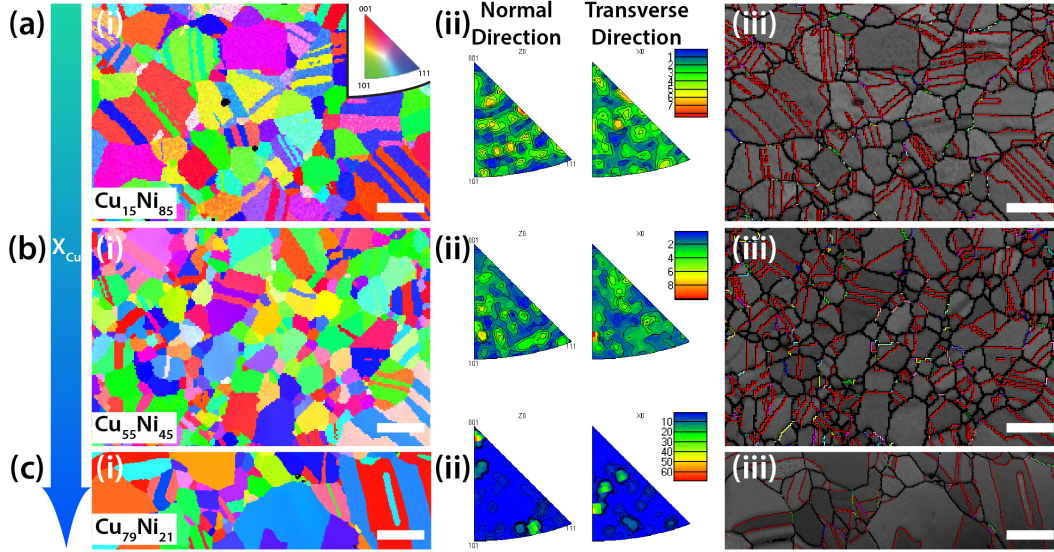 (a)
(i)
001
101
111
Cu15Ni85
(ii)
Normal
Direction
Transverse
Direction
Z0
X0
001
101
111
1
2
3
4
5
6
7
(iii)
XCu
(b)
(i)
Cu55Ni45
(ii)
Z0
X0
001
101
111
2
4
6
8
(iii)
(c)
(i)
Cu79Ni21
(ii)
Z0
X0
001
101
111
10
20
30
40
50
60
(iii)